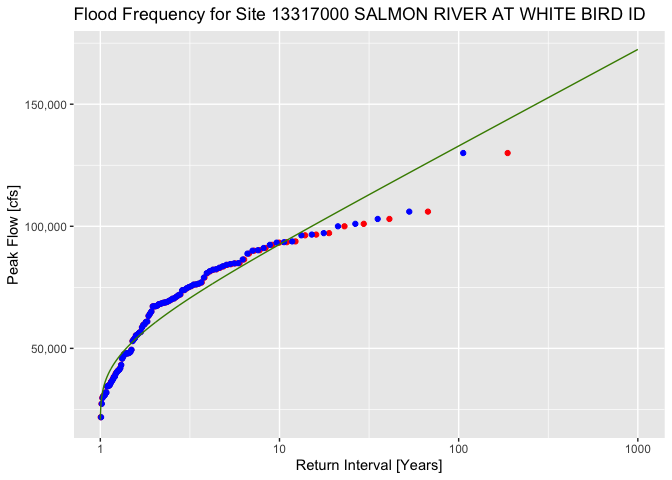 Flood Frequency for Site 13317000 SALMON RIVER AT WHITE BIRD ID
Peak Flow [cfs]
150,000
100,000
50,000
1 10 100 1000
Return Interval [Years]